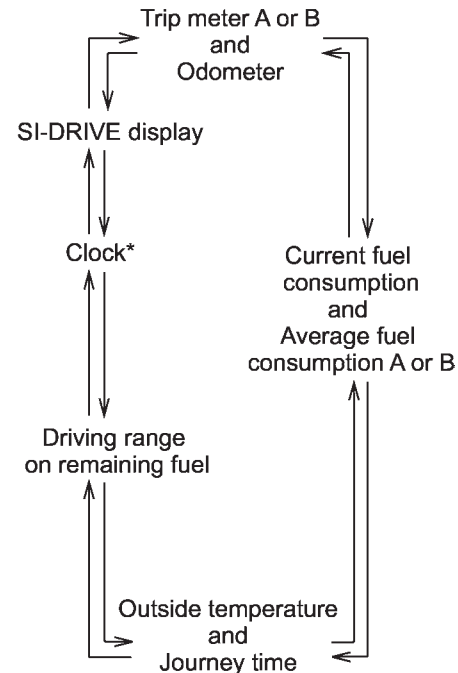 Trip meter A or B
and
Odometer
SI-DRIVE display
Clock*
Current fuel
consumption
and
Average fuel
consumption A or B
Driving range
on remaining fuel
Outside temperature
and
Journey time